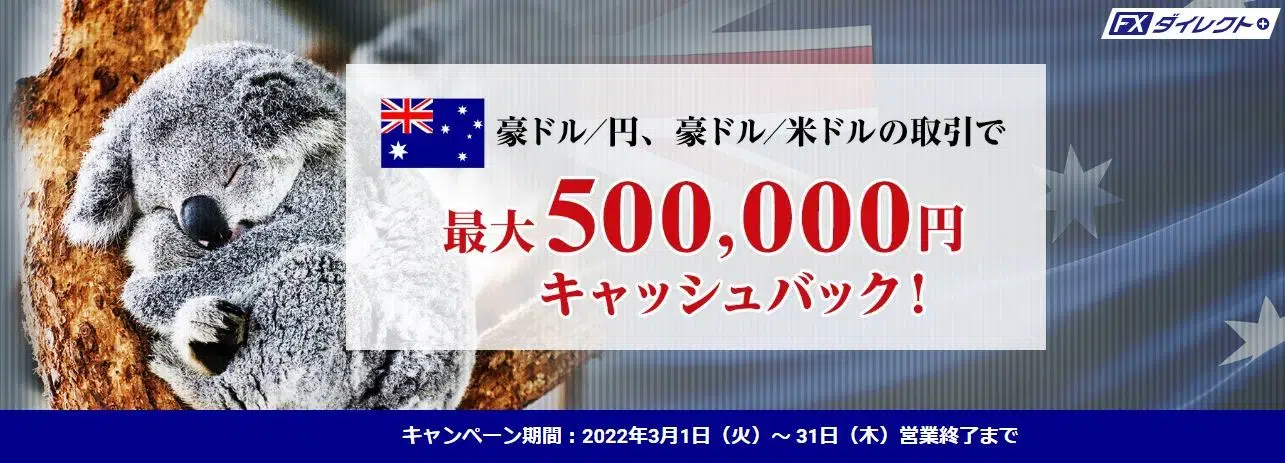 FXダイレクト+
豪ドル/円、豪ドル/米ドルの取引で
最大500,000円
キャッシュバック!
キャンペーン期間：2022年3月1日（火）～31日（木）営業終了まで